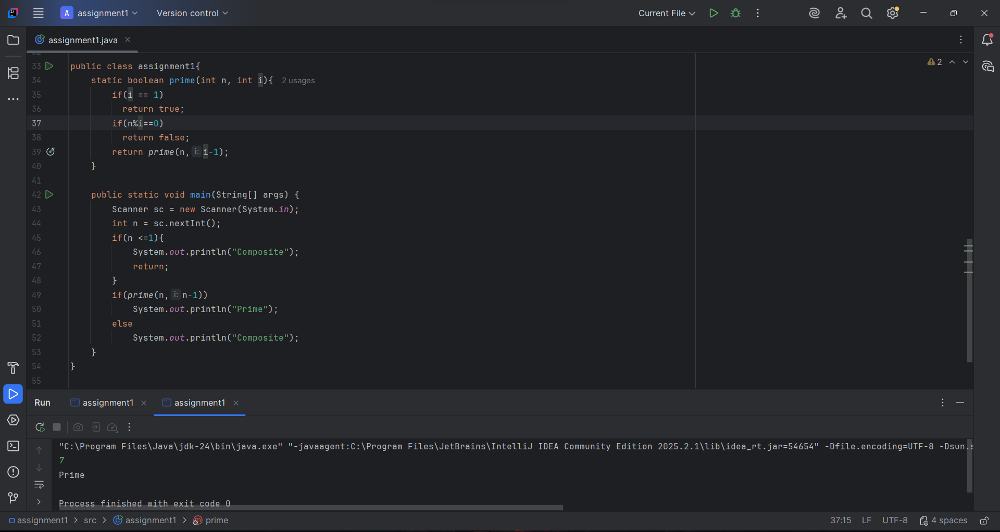 A assignment1 Version control Current File
assignment1.java
33 public class assignment1{
2
34 static boolean prime(int n, int i){ 2 usages
35 if(i == 1)
36 return true;
37 if(n%i==0)
38 return false;
39 return prime(n, i: i-1);
40 }
41
42 public static void main(String[] args) {
43 Scanner sc = new Scanner(System.in);
44 int n = sc.nextInt();
45 if(n <=1){
46 System.out.println("Composite");
47 return;
48 }
49 if(prime(n, i: n-1))
50 System.out.println("Prime");
51 else
52 System.out.println("Composite");
53 }
54 }
55
Run assignment1 assignment1
"C:\Program Files\Java\jdk-24\bin\java.exe" "-javaagent:C:\Program Files\JetBrains\IntelliJ IDEA Community Edition 2025.2.1\lib\idea_rt.jar=54654" -Dfile.encoding=UTF-8 -Dsun.s
7
Prime
Process finished with exit code 0
assignment1 > src > assignment1 > m prime 37:15 LF UTF-8 4 spaces